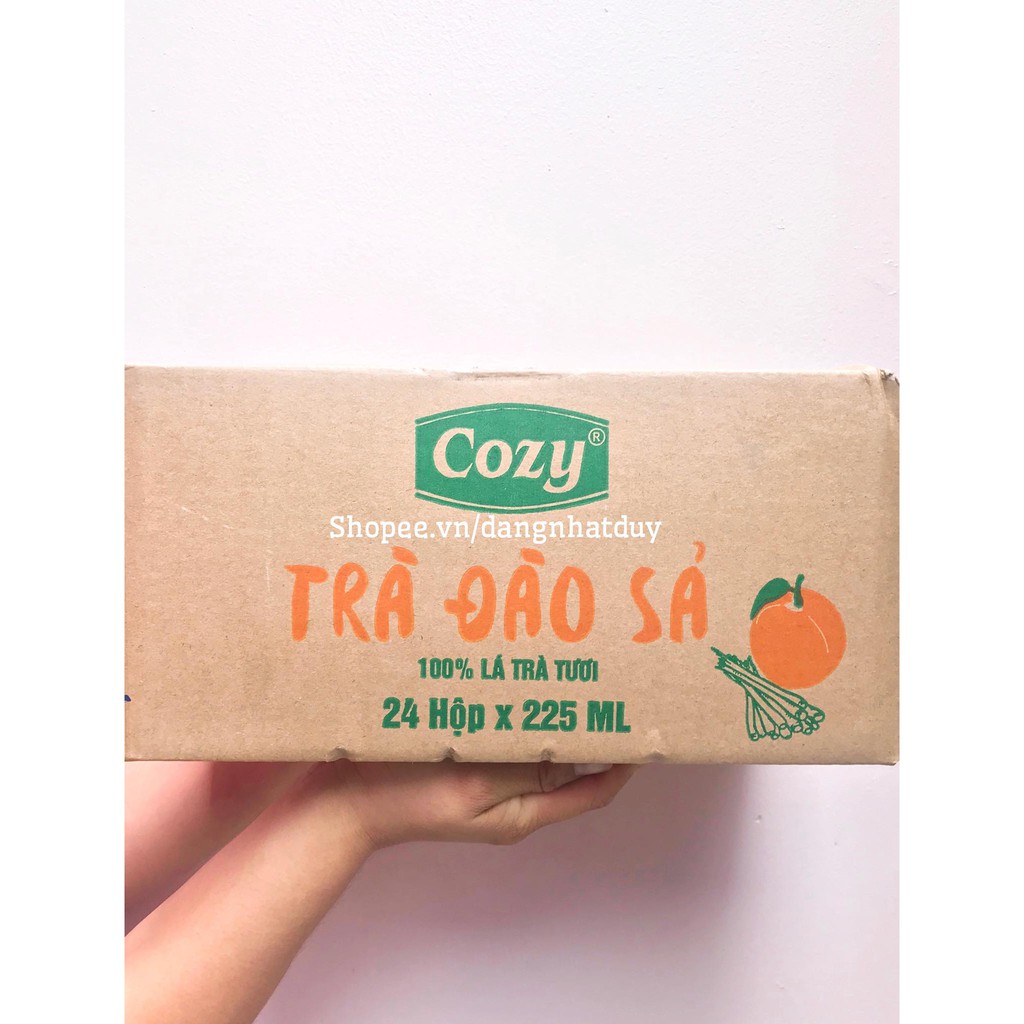 Cozy®
Shopee.vn/dangnhatduy
TRÀ ĐÀO SẢ
100% LÁ TRÀ TƯƠI
24 Hộp x 225 ML